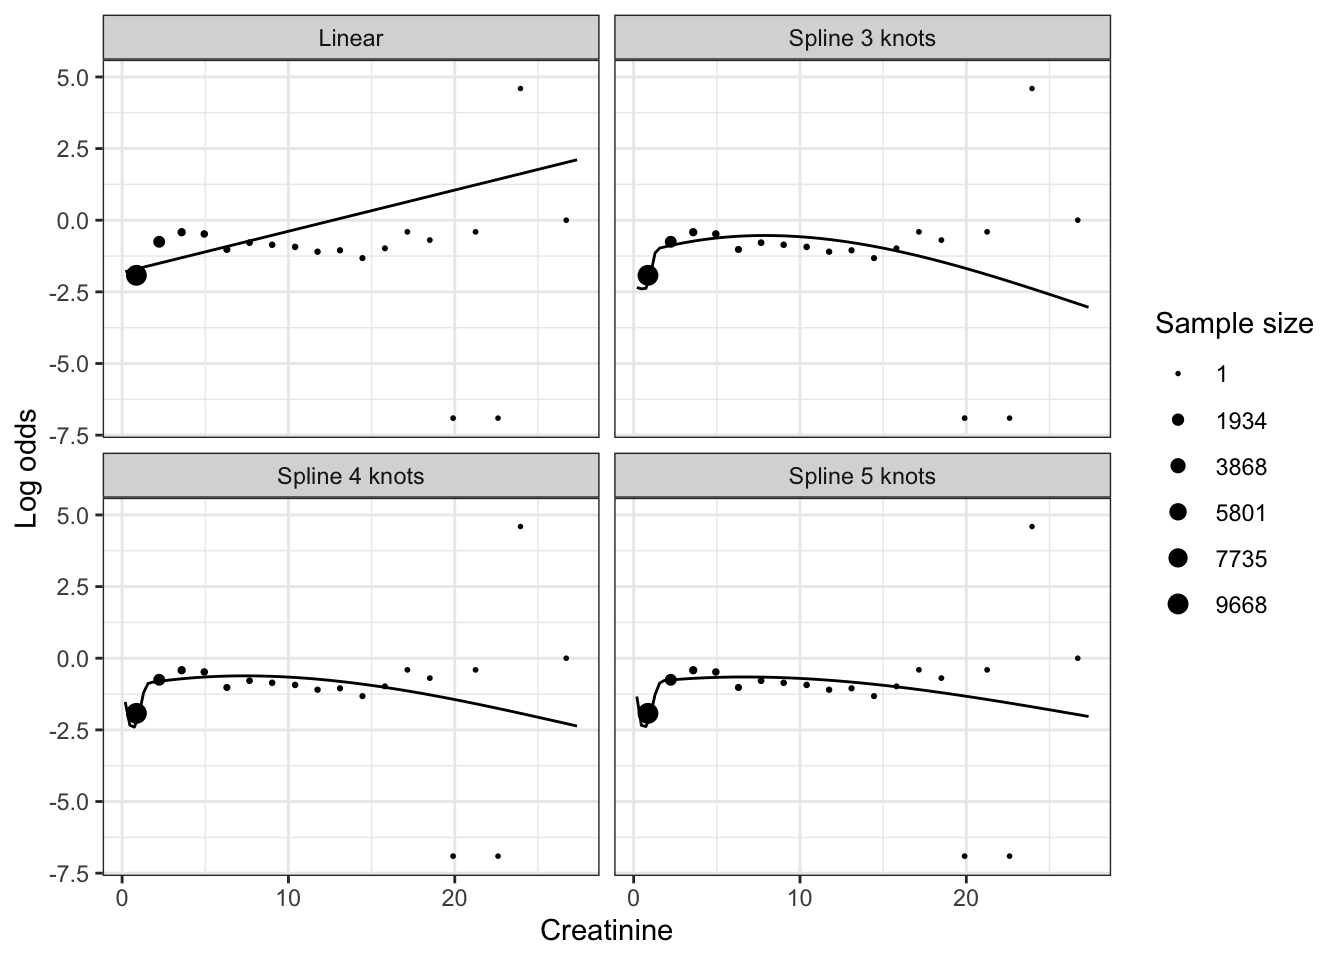 Linear
Spline 3 knots
5.0
2.5
0.0
-2.5
-5.0
-7.5
Spline 4 knots
Spline 5 knots
5.0
2.5
0.0
-2.5
-5.0
-7.5
0 10 20
0 10 20
Creatinine
Log odds
Sample size
1
1934
3868
5801
7735
9668